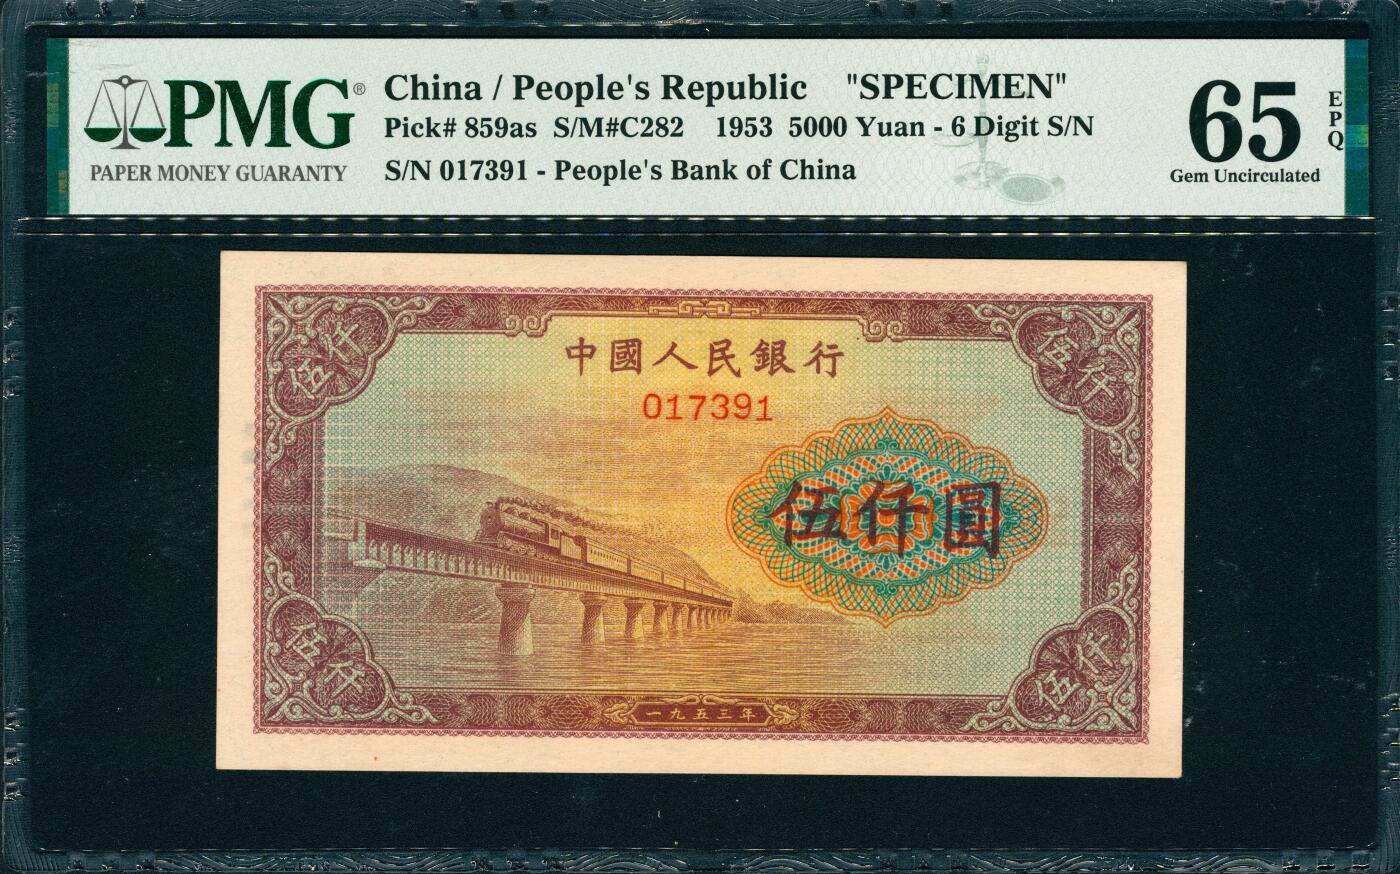 PMG®
PAPER MONEY GUARANTY
China / People's Republic "SPECIMEN"
Pick# 859as S/M#C282 1953 5000 Yuan - 6 Digit S/N
S/N 017391 - People's Bank of China
65 EPQ
Gem Uncirculated
伍仟
伍仟
中國人民銀行
017391
伍仟圓
伍仟
伍仟
一九五三年